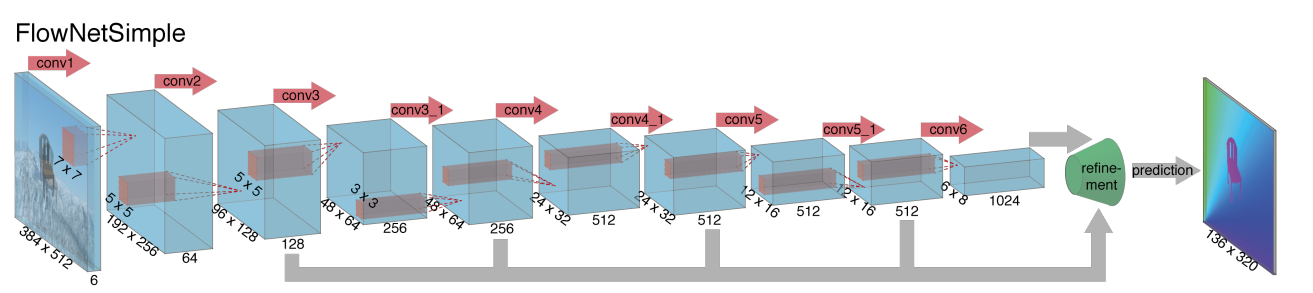 FlowNetSimple
conv1
conv2
conv3
conv3_1
conv4
conv4_1
conv5
conv5_1
conv6
7 x 7
5 x 5
5 x 5
3 x 3
384 x 512
6
192 x 256
64
96 x 128
128
48 x 64
256
48 x 64
256
24 x 32
512
24 x 32
512
12 x 16
512
12 x 16
512
6 x 8
1024
refine-
ment
prediction
136 x 320